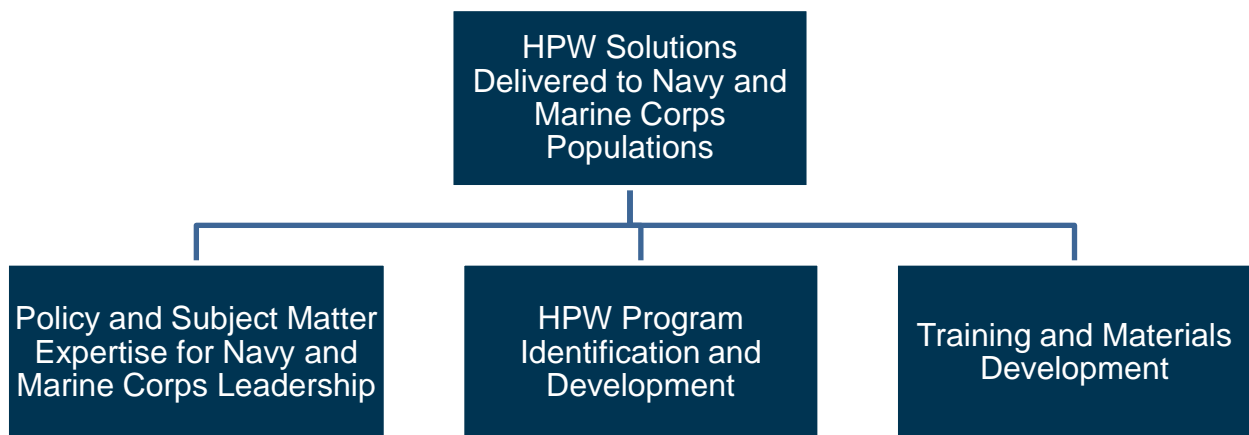 HPW Solutions
Delivered to Navy and
Marine Corps
Populations
Policy and Subject Matter
Expertise for Navy and
Marine Corps Leadership
HPW Program
Identification and
Development
Training and Materials
Development